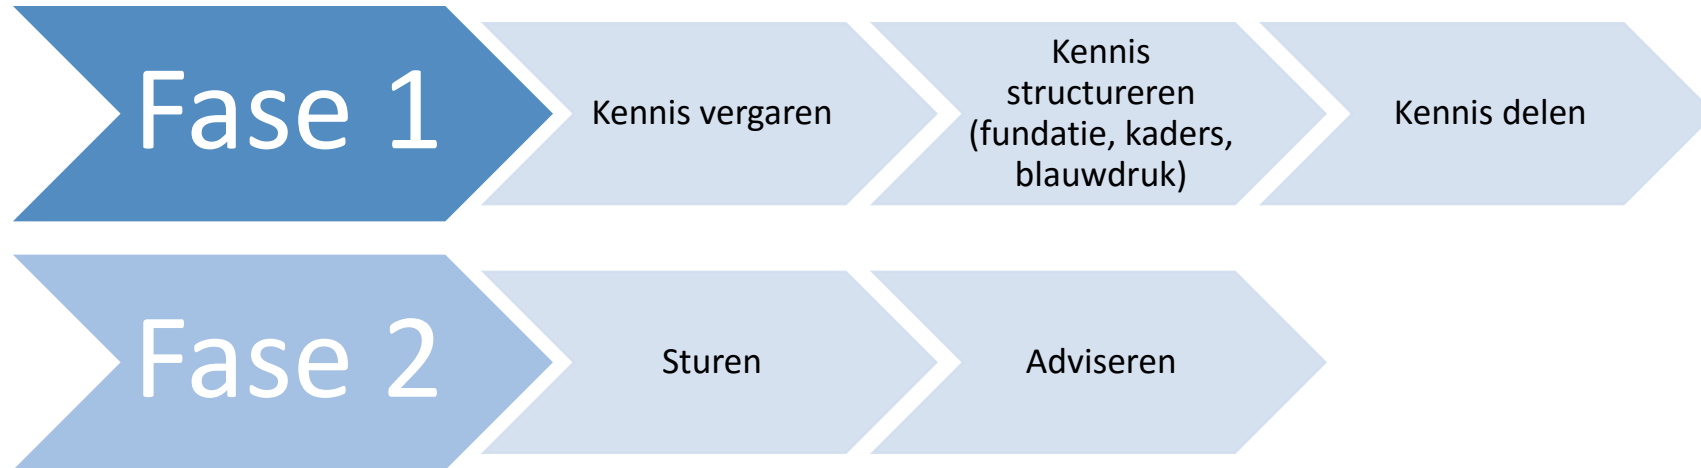 Fase 1
Kennis vergaren
Kennis
structureren
(fundatie, kaders,
blauwdruk)
Kennis delen
Fase 2
Sturen
Adviseren